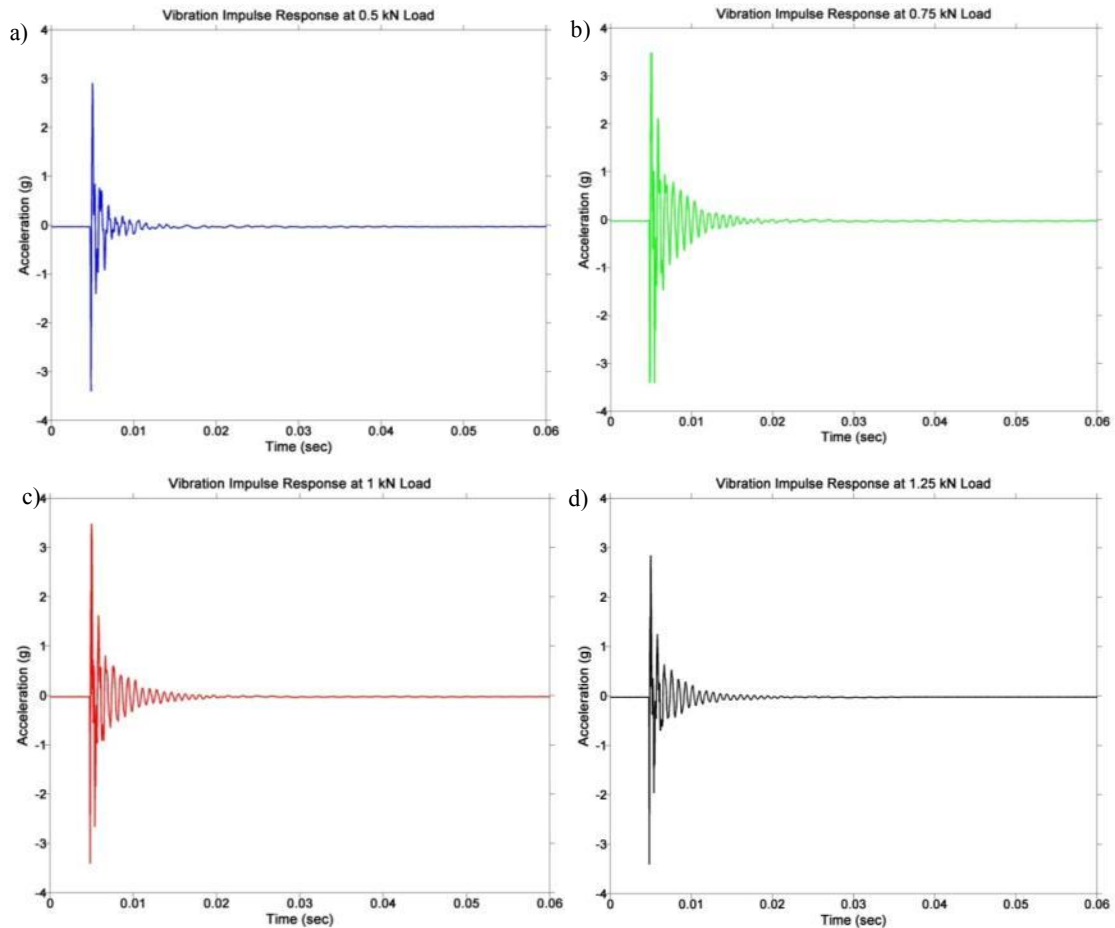 a)
Vibration Impulse Response at 0.5 kN Load
4
3
2
1
0
-1
-2
-3
-4
Acceleration (g)
0 0.01 0.02 0.03 0.04 0.05 0.06
Time (sec)
b)
Vibration Impulse Response at 0.75 kN Load
4
3
2
1
0
-1
-2
-3
-4
Acceleration (g)
0 0.01 0.02 0.03 0.04 0.05 0.06
Time (sec)
c)
Vibration Impulse Response at 1 kN Load
4
3
2
1
0
-1
-2
-3
-4
Acceleration (g)
0 0.01 0.02 0.03 0.04 0.05 0.06
Time (sec)
d)
Vibration Impulse Response at 1.25 kN Load
4
3
2
1
0
-1
-2
-3
-4
Acceleration (g)
0 0.01 0.02 0.03 0.04 0.05 0.06
Time (sec)